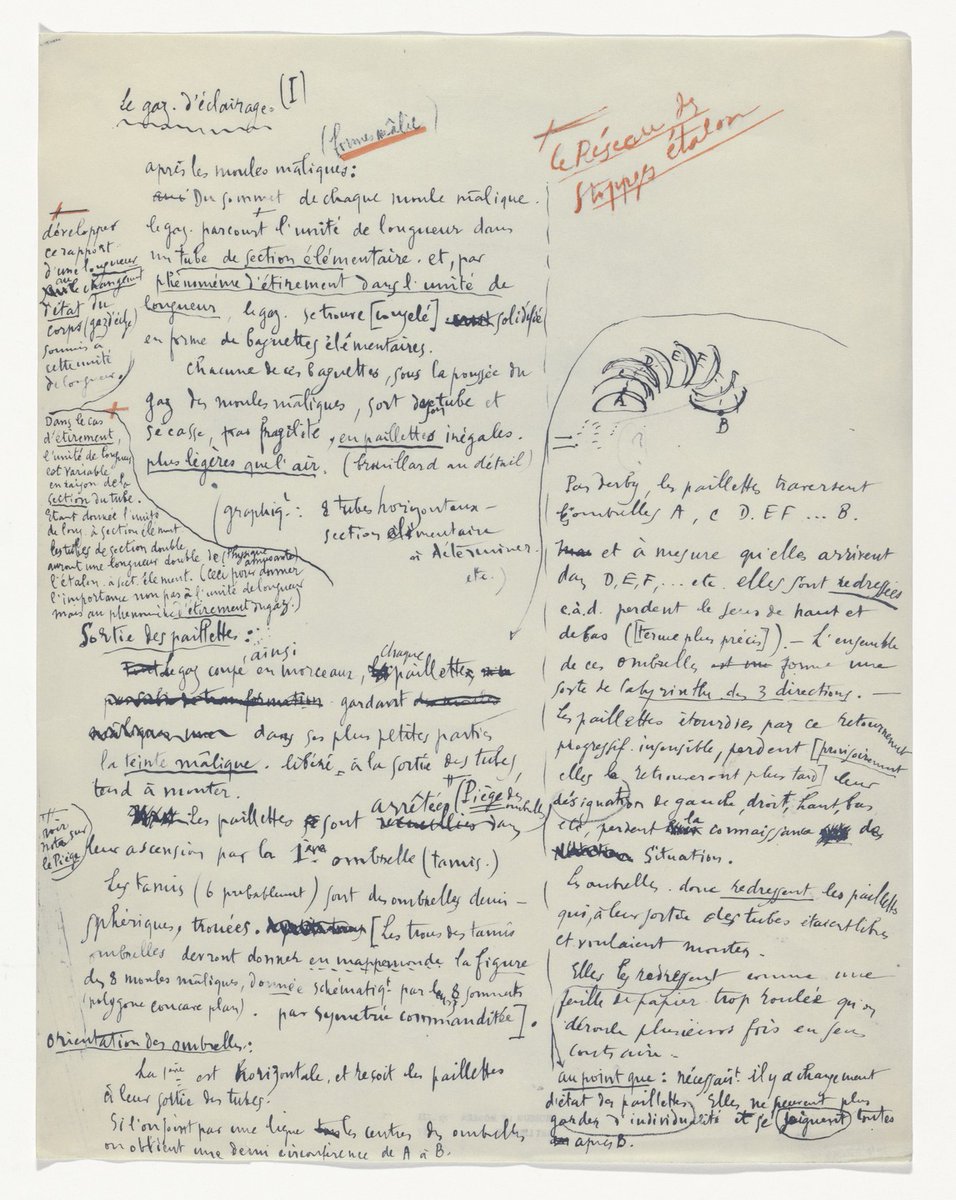 le gaz. d'éclairage. (I)
(formes mâlic)
après les moules mâliques:
Du sommet de chaque moule malique.
le gaz. parcourt l'unité de longueur dans
un tube de section élémentaire. et, par
phénomème d'étirement dans l'unité de
longueur, le gaz. se trouve [congelé] solidifié
en forme de baguettes élémentaires.
Chacune de ces baguettes, sous la poussée du
gaz des moules maliques, sort de son tube et
se casse, par fragilité, en paillettes inégales.
plus légères que l'air. (brouillard au détail)
(graphiqt: 8 tubes horizontaux –
section élémentaire
à déterminer.
etc.)
+
développer
ce rapport
d'une longueur
au changement
d'état du
corps (gaz d'écl.)
soumis à
cette unité
de longueur.
+
Dans le cas
d'étirement,
l'unité de longueur
est variable
en raison de la
section du tube.
Etant donnée l'unité
de long. à section élément
les tubes de section double
auront une longueur double de (Physique amusante)
l'étalon à sect. élément. (Ceci pour donner
l'importance non pas à l'unité de longueur
mais au phénomène d'étirement du gaz.)
Sortie des paillettes:
le gaz coupé ainsi en morceaux, chaque paillette
gardant
dans ses plus petites parties
la teinte mâlique. libéré à la sortie des tubes,
tend à monter.
Les paillettes sont arrêtées (Piège des ombrelles) dans
leur ascension par la 1ère ombrelle (tamis.)
voir
note sur
le Piège
Les tamis (6 probablement) sont des ombrelles demi –
sphériques, trouées. [Les trous des tamis
ombrelles devront donner en mappemonde la figure
des 8 moules mâliques, donnée schématiqt par les 8 sommets
(polygone concave plan). par symétrie commanditée].
Orientation des ombrelles:
La 1ère est horizontale, et reçoit les paillettes
à leur sortie des tubes.
Si l'on joint par une ligne les centres des ombrelles
on obtient une demi circonférence de A à B.
+
le Réseau des
stoppages étalon
A D E F B
Pas derby, les paillettes traversent
ombrelles A, C D. E F ... B.
et à mesure qu'elles arrivent
dans D, E, F, ... etc. elles sont redressées
c.à.d. perdent le sens de haut et
de bas ([terme plus précis]). – L'ensemble
de ces ombrelles forme une
sorte de labyrinthe des 3 directions. –
Les paillettes étourdies par ce retournement
progressif. insensible, perdent [provisoirement
elles la retrouveront plus tard] leur
désignation de gauche, droit, haut, bas
etc, perdent la connaissance de
Situation.
Les ombrelles. donc redressent les paillettes
qui, à leur sortie des tubes étaient libres
et voulaient monter.
Elles les redressent comme une
feuille de papier trop roulée qu'on
déroule plusieurs fois en sens
contraire –
au point que: nécessairt. il y a changement
d'état des paillettes. Elles ne peuvent plus
garder d'individualité et se joignent toutes
après B.